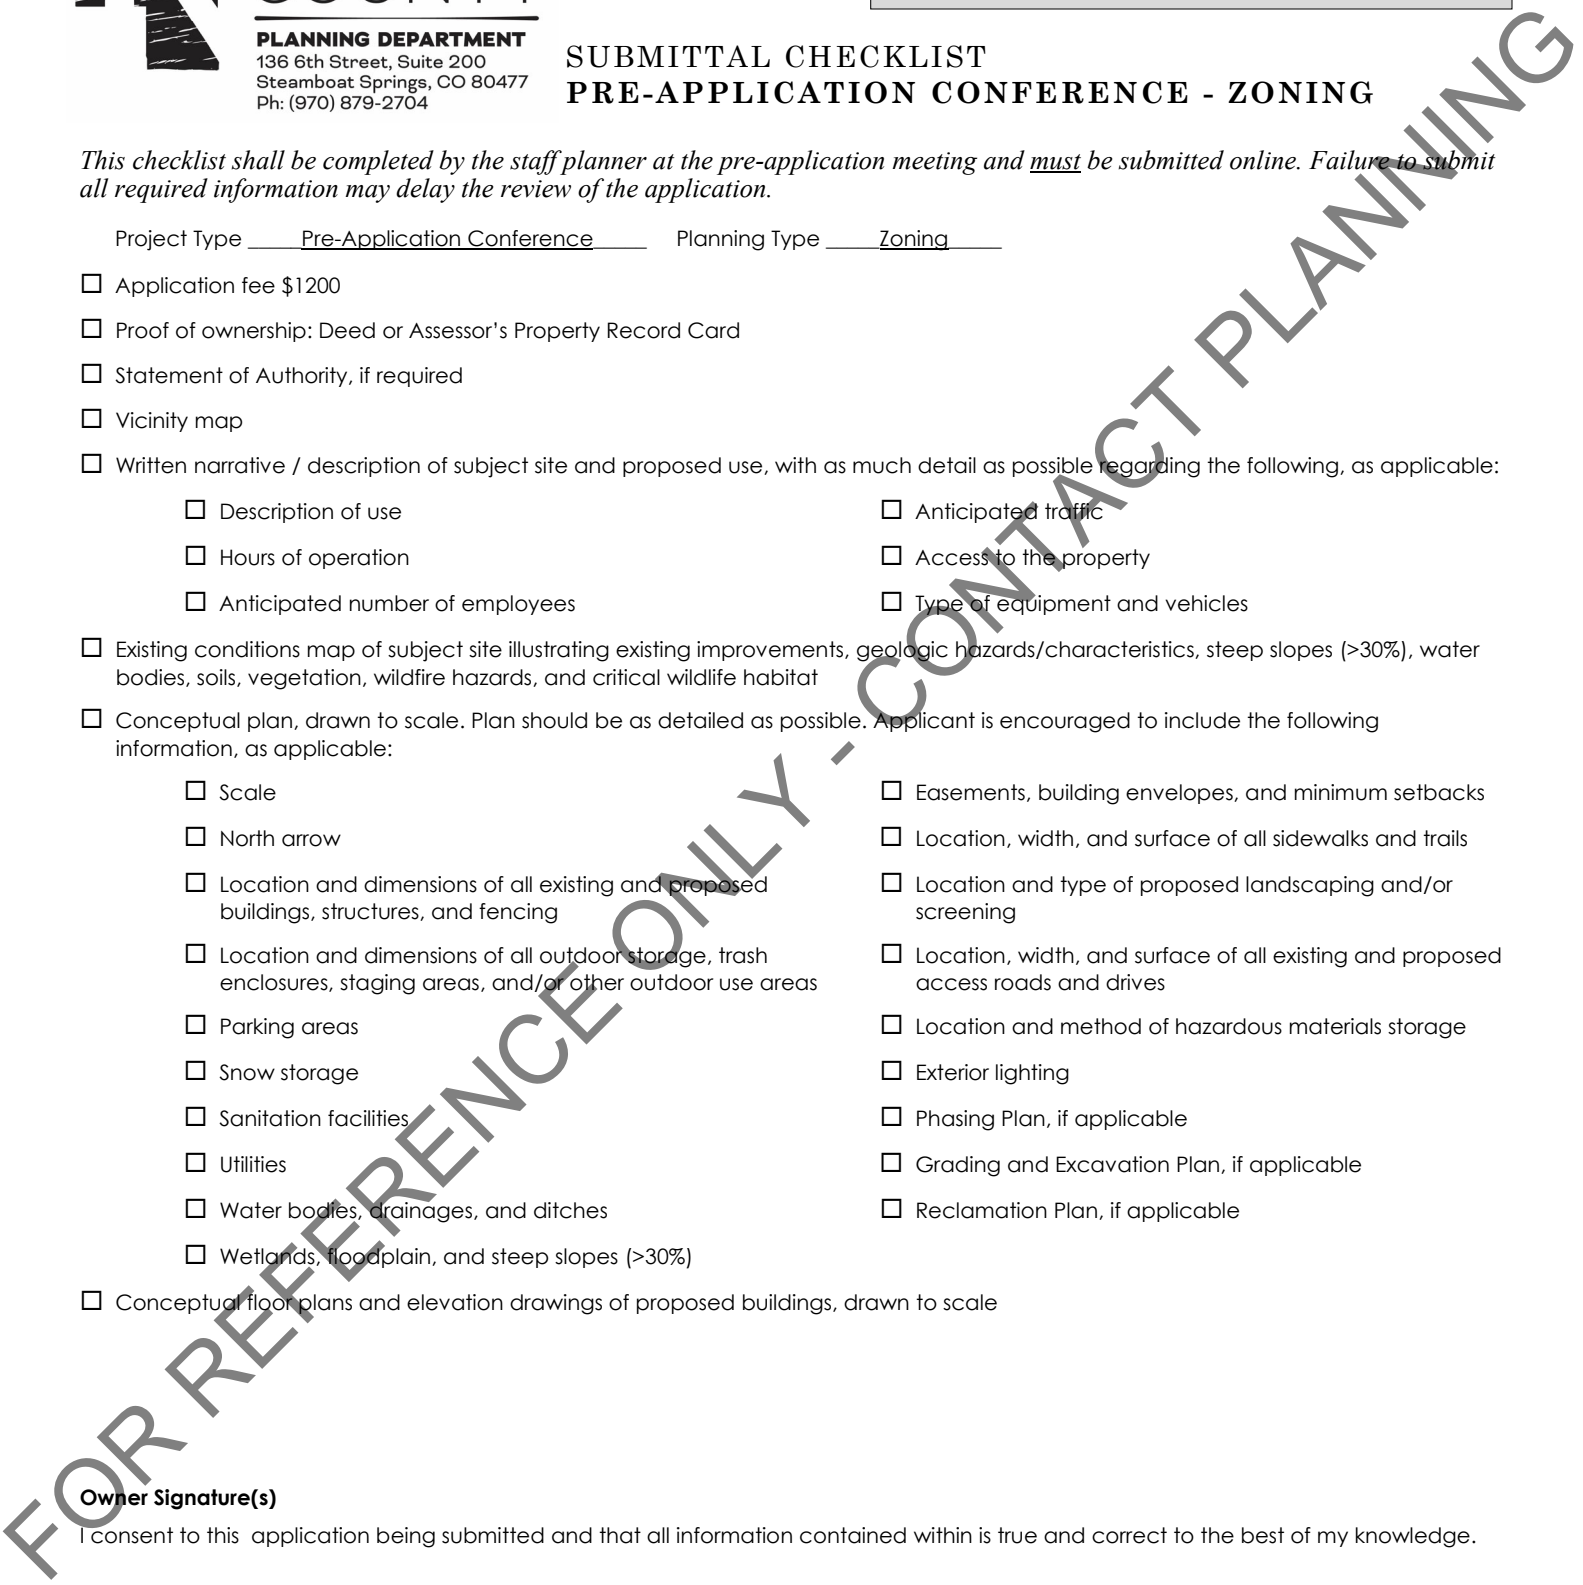 PLANNING DEPARTMENT
136 6th Street, Suite 200
Steamboat Springs, CO 80477
Ph: (970) 879-2704
SUBMITTAL CHECKLIST
PRE-APPLICATION CONFERENCE - ZONING
This checklist shall be completed by the staff planner at the pre-application meeting and must be submitted online. Failure to submit
all required information may delay the review of the application.
Project Type _____Pre-Application Conference_____ Planning Type _____Zoning_____
☐ Application fee $1200
☐ Proof of ownership: Deed or Assessor's Property Record Card
☐ Statement of Authority, if required
☐ Vicinity map
☐ Written narrative / description of subject site and proposed use, with as much detail as possible regarding the following, as applicable:
☐ Description of use
☐ Hours of operation
☐ Anticipated number of employees
☐ Anticipated traffic
☐ Access to the property
☐ Type of equipment and vehicles
☐ Existing conditions map of subject site illustrating existing improvements, geologic hazards/characteristics, steep slopes (>30%), water
bodies, soils, vegetation, wildfire hazards, and critical wildlife habitat
☐ Conceptual plan, drawn to scale. Plan should be as detailed as possible. Applicant is encouraged to include the following
information, as applicable:
☐ Scale
☐ North arrow
☐ Location and dimensions of all existing and proposed
buildings, structures, and fencing
☐ Location and dimensions of all outdoor storage, trash
enclosures, staging areas, and/or other outdoor use areas
☐ Parking areas
☐ Snow storage
☐ Sanitation facilities
☐ Utilities
☐ Water bodies, drainages, and ditches
☐ Wetlands, floodplain, and steep slopes (>30%)
☐ Easements, building envelopes, and minimum setbacks
☐ Location, width, and surface of all sidewalks and trails
☐ Location and type of proposed landscaping and/or
screening
☐ Location, width, and surface of all existing and proposed
access roads and drives
☐ Location and method of hazardous materials storage
☐ Exterior lighting
☐ Phasing Plan, if applicable
☐ Grading and Excavation Plan, if applicable
☐ Reclamation Plan, if applicable
☐ Conceptual floor plans and elevation drawings of proposed buildings, drawn to scale
Owner Signature(s)
I consent to this  application being submitted and that all information contained within is true and correct to the best of my knowledge.
FOR REFERENCE ONLY - CONTACT PLANNING